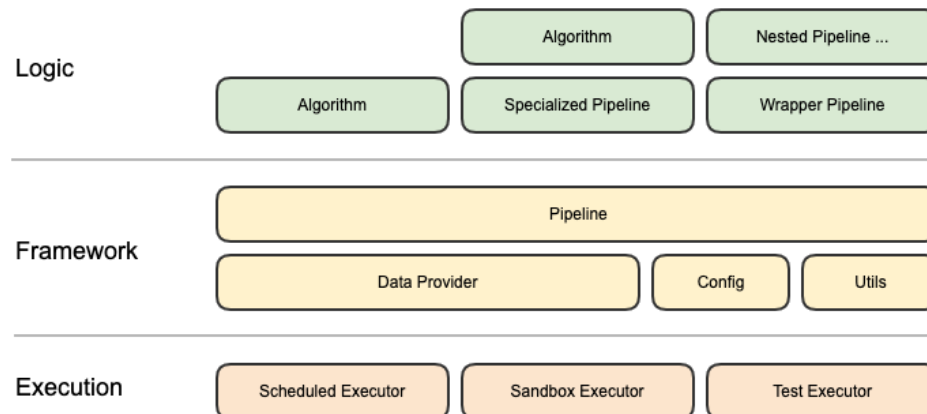 Logic
Algorithm
Nested Pipeline ...
Algorithm
Specialized Pipeline
Wrapper Pipeline
Framework
Pipeline
Data Provider
Config
Utils
Execution
Scheduled Executor
Sandbox Executor
Test Executor